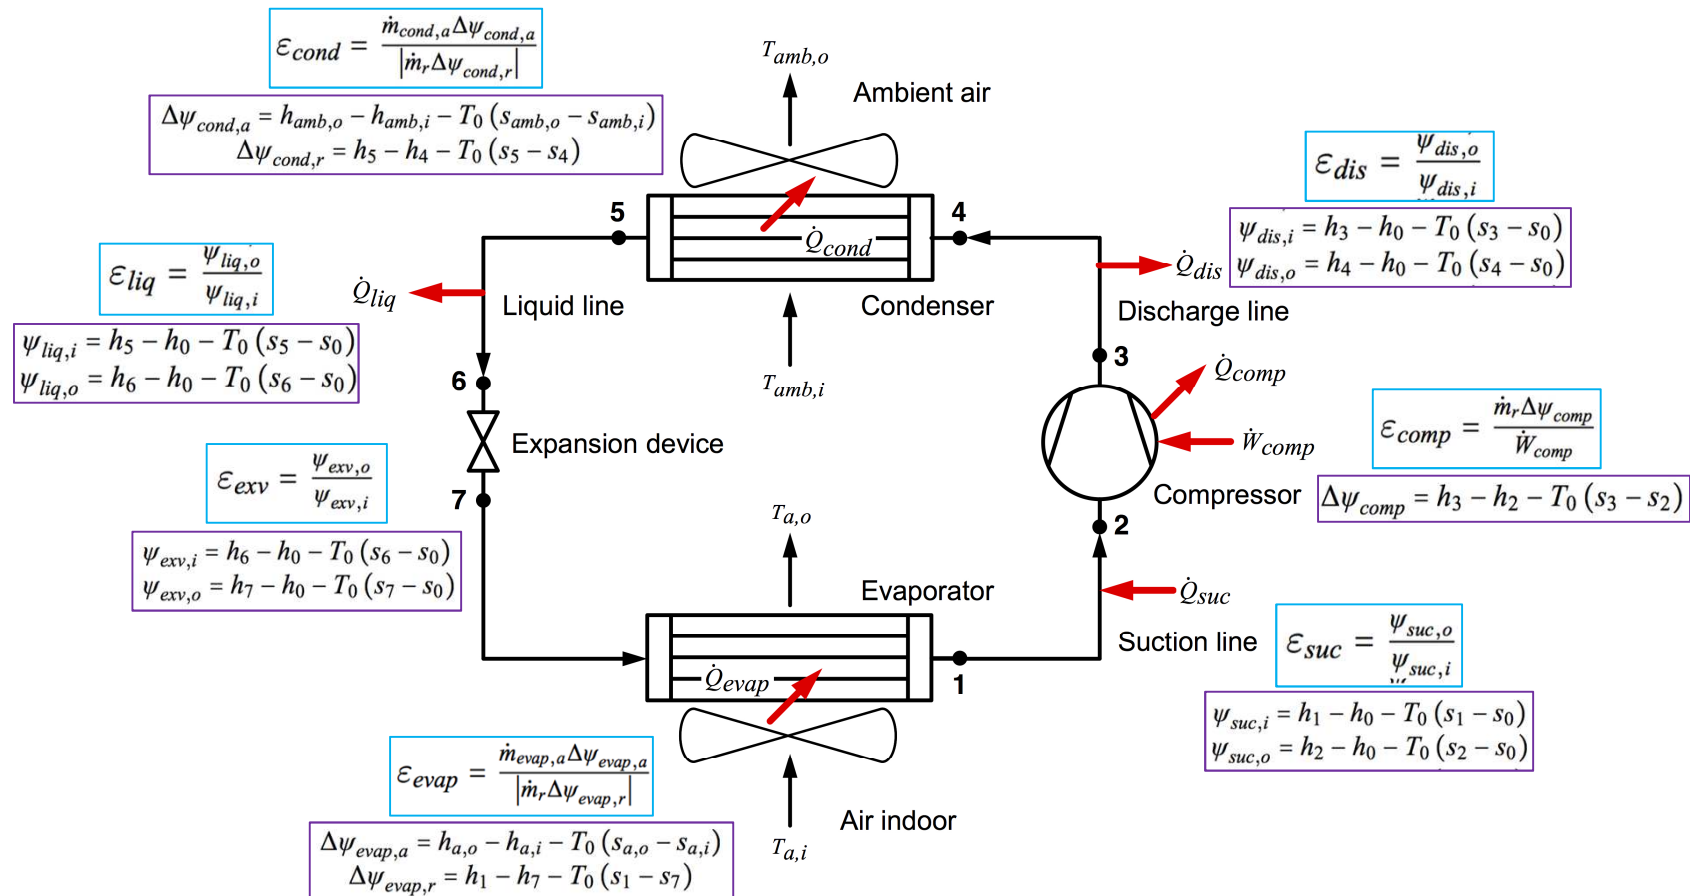 ε_cond = ṁ_cond,a Δψ_cond,a / |ṁ_r Δψ_cond,r|
Δψ_cond,a = h_amb,o − h_amb,i − T_0 (s_amb,o − s_amb,i)
Δψ_cond,r = h_5 − h_4 − T_0 (s_5 − s_4)
T_amb,o
Ambient air
ε_dis = ψ_dis,o / ψ_dis,i
ψ_dis,i = h_3 − h_0 − T_0 (s_3 − s_0)
ψ_dis,o = h_4 − h_0 − T_0 (s_4 − s_0)
5
4
Q̇_cond
Q̇_dis
ε_liq = ψ_liq,o / ψ_liq,i
Q̇_liq
Liquid line
Condenser
Discharge line
ψ_liq,i = h_5 − h_0 − T_0 (s_5 − s_0)
ψ_liq,o = h_6 − h_0 − T_0 (s_6 − s_0)
3
6
T_amb,i
Q̇_comp
Expansion device
Ẇ_comp
ε_comp = ṁ_r Δψ_comp / Ẇ_comp
ε_exv = ψ_exv,o / ψ_exv,i
7
Compressor
Δψ_comp = h_3 − h_2 − T_0 (s_3 − s_2)
T_a,o
2
ψ_exv,i = h_6 − h_0 − T_0 (s_6 − s_0)
ψ_exv,o = h_7 − h_0 − T_0 (s_7 − s_0)
Evaporator
Q̇_suc
Suction line
ε_suc = ψ_suc,o / ψ_suc,i
Q̇_evap
1
ψ_suc,i = h_1 − h_0 − T_0 (s_1 − s_0)
ψ_suc,o = h_2 − h_0 − T_0 (s_2 − s_0)
ε_evap = ṁ_evap,a Δψ_evap,a / |ṁ_r Δψ_evap,r|
Air indoor
T_a,i
Δψ_evap,a = h_a,o − h_a,i − T_0 (s_a,o − s_a,i)
Δψ_evap,r = h_1 − h_7 − T_0 (s_1 − s_7)